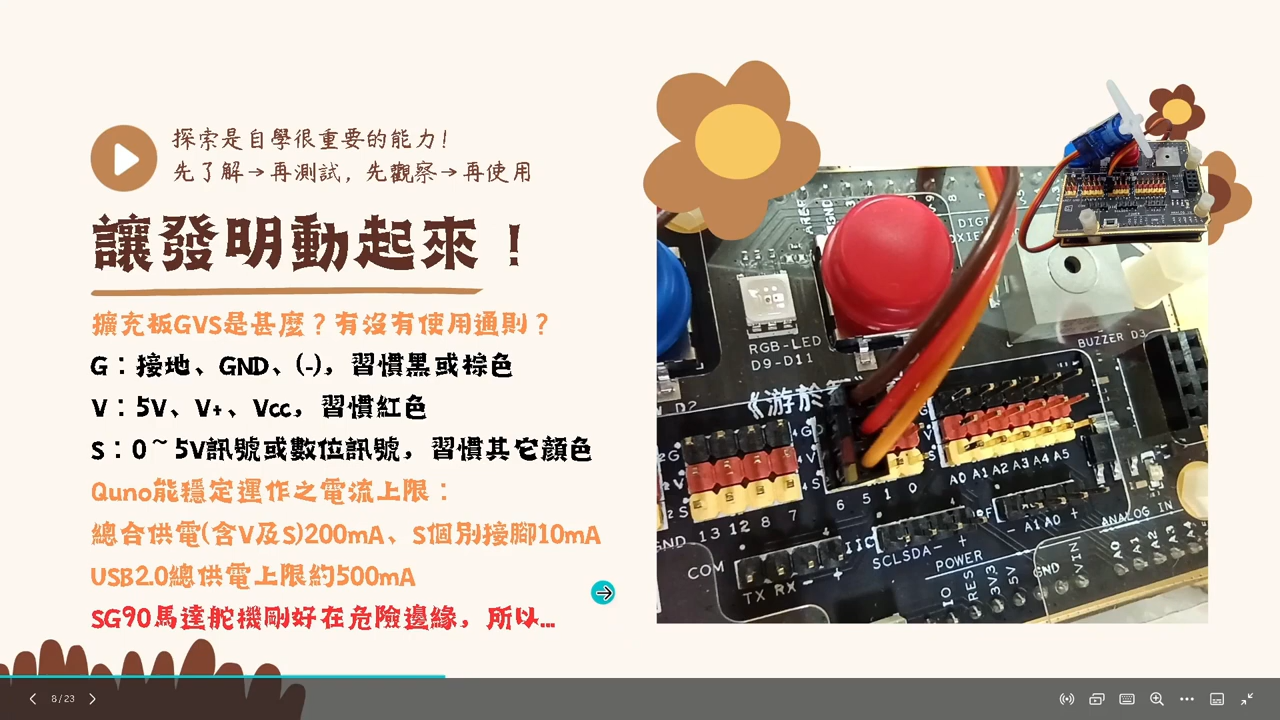 探索是自學很重要的能力!
先了解→再測試, 先觀察→再使用
讓發明動起來！
擴充板GVS是甚麼？有沒有使用通則？
G：接地、GND、(-)，習慣黑或棕色
V：5V、V+、Vcc，習慣紅色
S：0~5V訊號或數位訊號，習慣其它顏色
Quno能穩定運作之電流上限：
總合供電(含V及S)200mA、S個別接腳10mA
USB2.0總供電上限約500mA
SG90馬達舵機剛好在危險邊緣，所以...
AREF
GND
RGB-LED
D9-D11
BUZZER D3
D2
《游於
G
V
S
13 12 8 7
6 5 1 0
A0 A1 A2 A3 A4 A5
COM
TX RX - +
IIC
SCL SDA - +
- A1 A0 +
ANALOG IN
POWER
IO
RES
3V3
5V
GND
VIN
A0
A1
A2
A3
A4
8/23